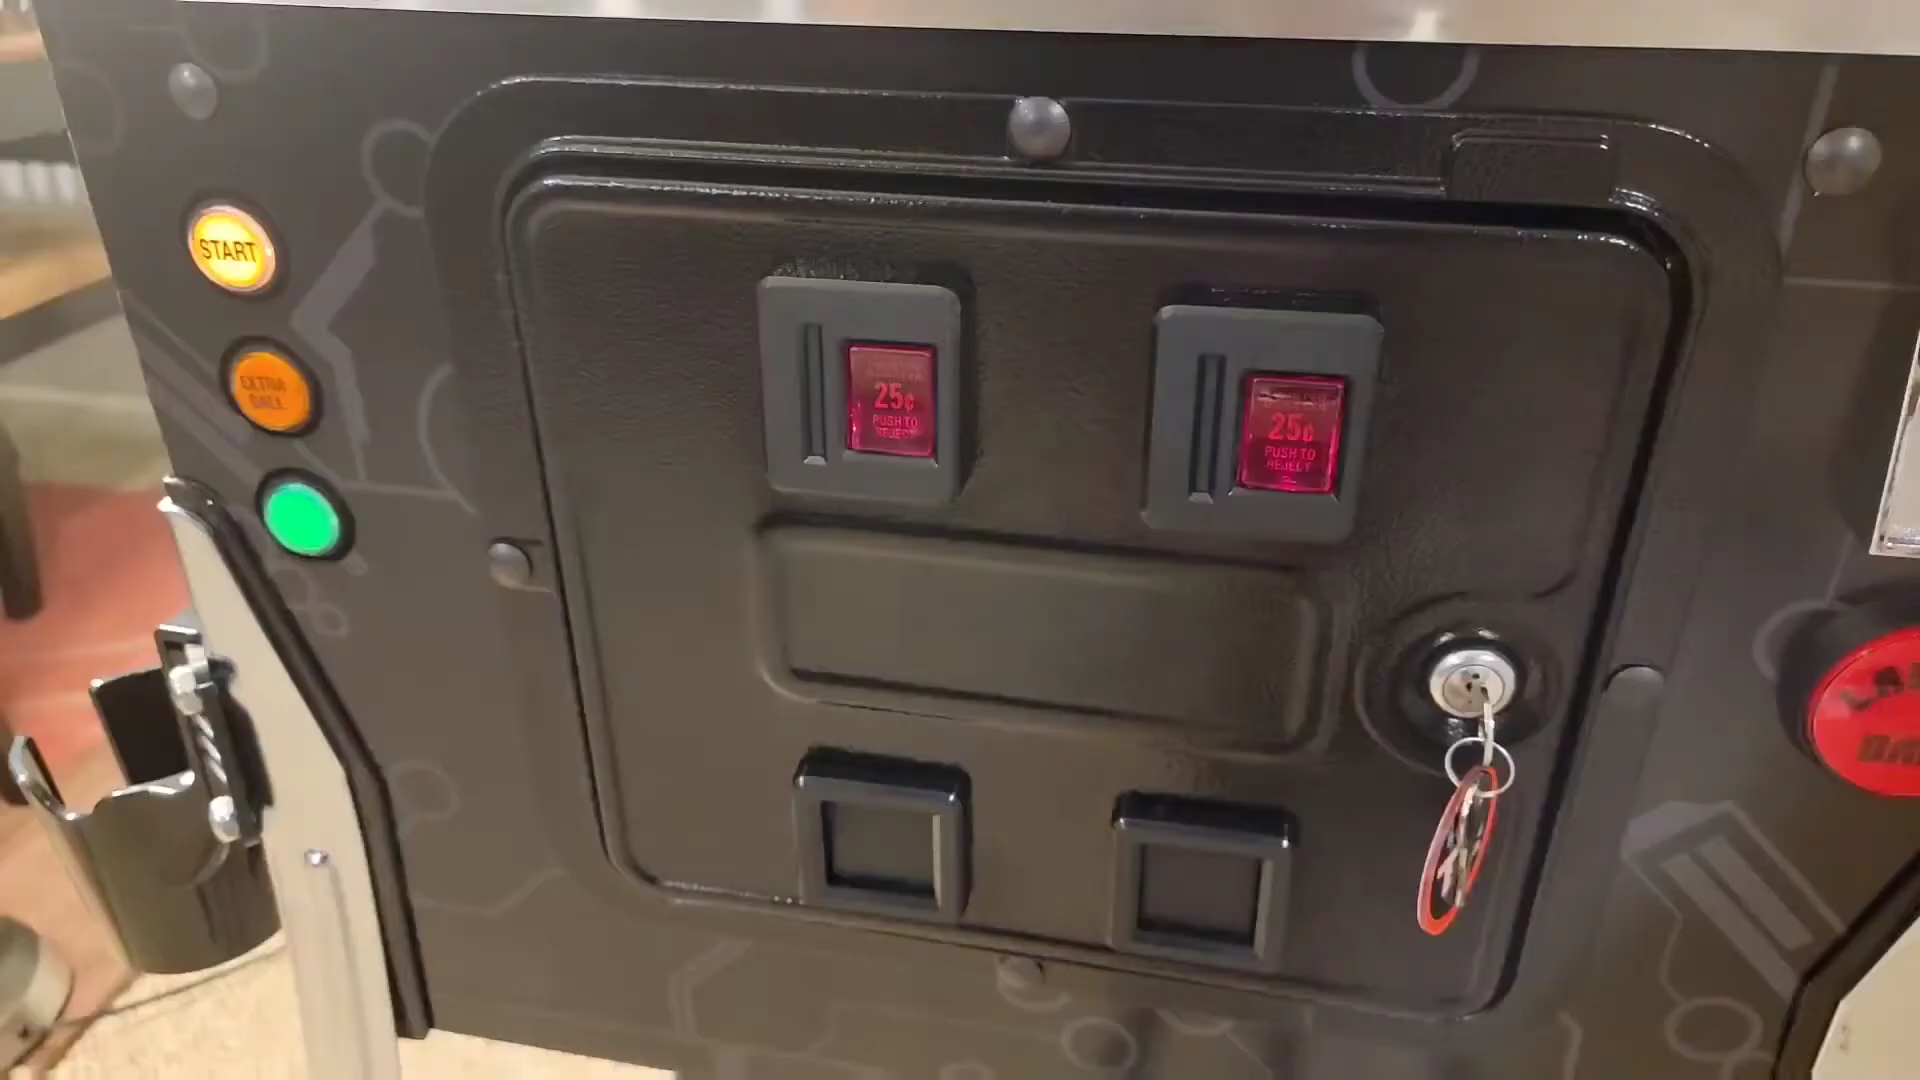 START
EXTRA
BALL
25¢
PUSH TO
REJECT
25¢
PUSH TO
REJECT